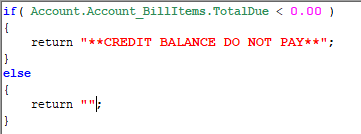 if( Account.Account_BillItems.TotalDue < 0.00 )
{
    return "**CREDIT BALANCE DO NOT PAY**";
}
else
{
    return "";
}